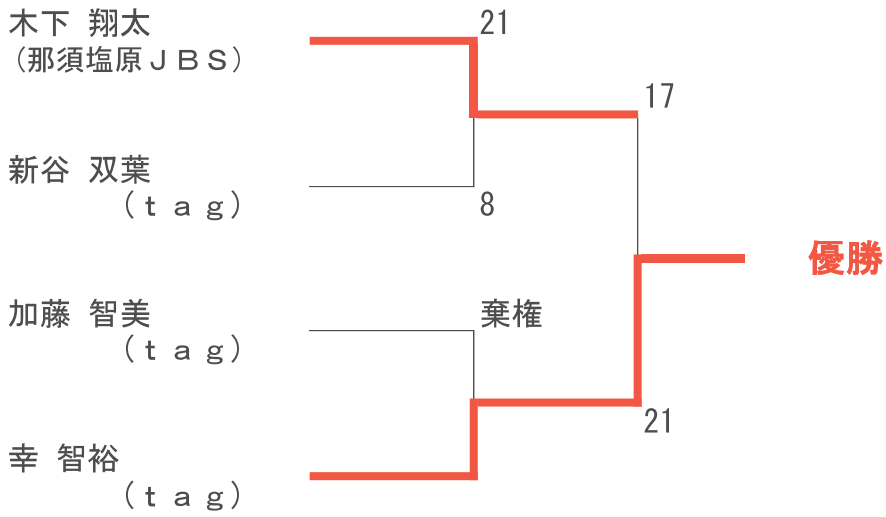 木下 翔太
21
（那須塩原ＪＢＳ）
17
新谷 双葉
（ｔａｇ）
8
優勝
加藤 智美
棄権
（ｔａｇ）
21
幸 智裕
（ｔａｇ）